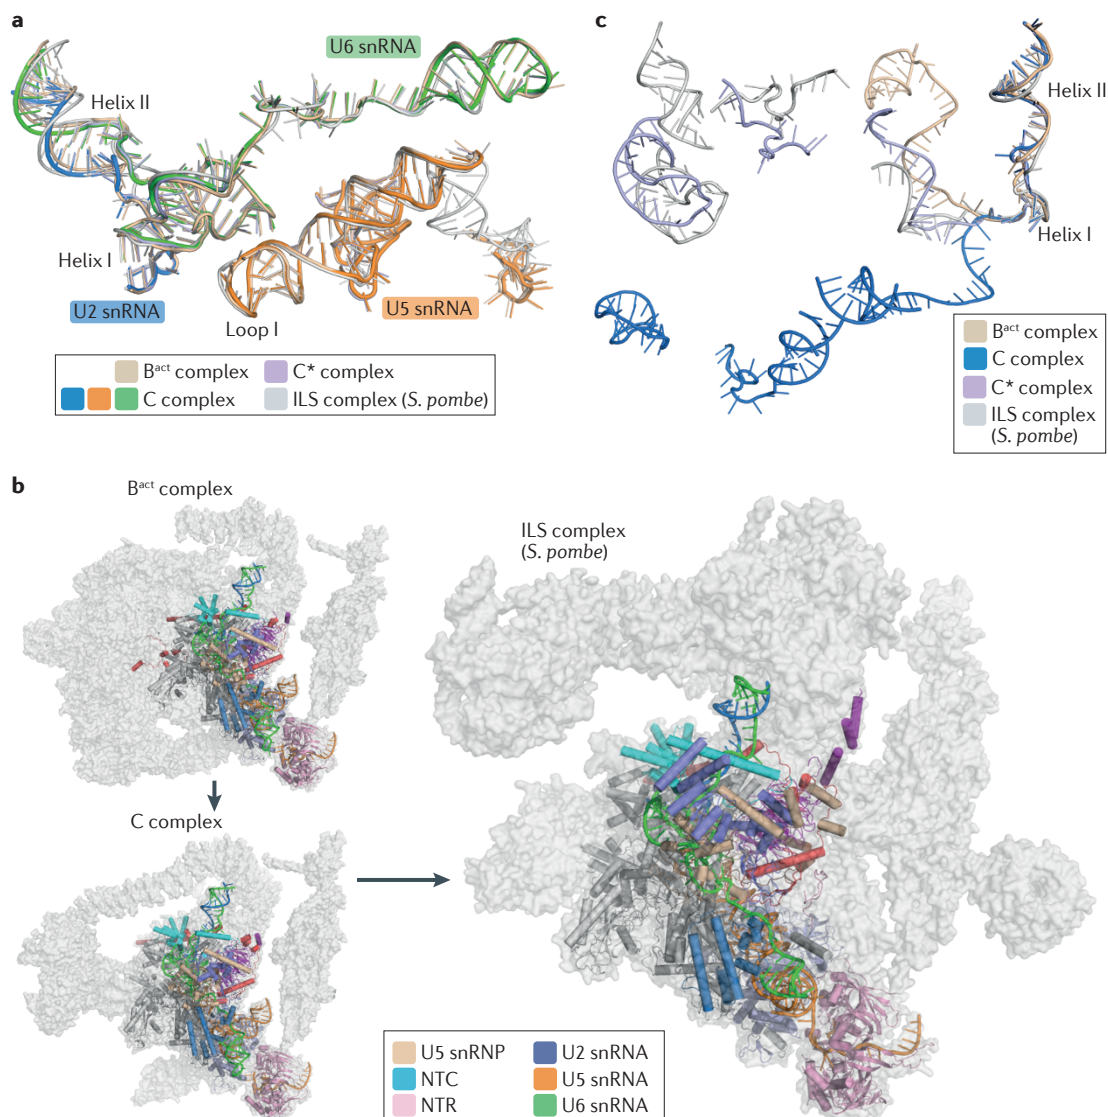 a
U6 snRNA
Helix II
Helix I
U2 snRNA
Loop I
U5 snRNA
Bact complex
C* complex
C complex
ILS complex (S. pombe)
c
Helix II
Helix I
Bact complex
C complex
C* complex
ILS complex
(S. pombe)
b
Bact complex
C complex
ILS complex
(S. pombe)
U5 snRNP
U2 snRNA
NTC
U5 snRNA
NTR
U6 snRNA